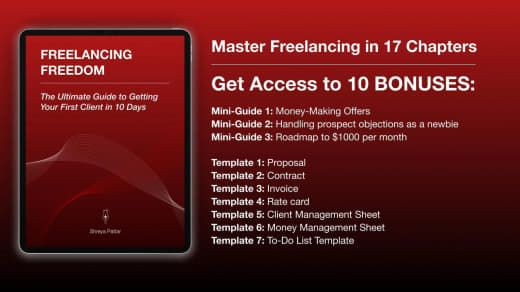 FREELANCING
FREEDOM
The Ultimate Guide to Getting
Your First Client in 10 Days
Shreya Pattar
Master Freelancing in 17 Chapters
Get Access to 10 BONUSES:
Mini-Guide 1: Money-Making Offers
Mini-Guide 2: Handling prospect objections as a newbie
Mini-Guide 3: Roadmap to $1000 per month
Template 1: Proposal
Template 2: Contract
Template 3: Invoice
Template 4: Rate card
Template 5: Client Management Sheet
Template 6: Money Management Sheet
Template 7: To-Do List Template